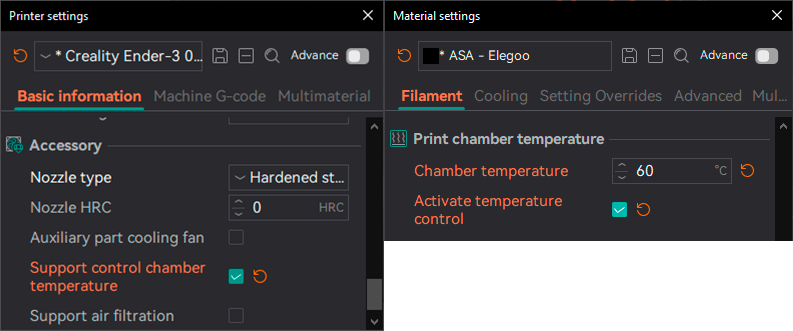 Printer settings
* Creality Ender-3 0...
Advance
Basic information
Machine G-code
Multimaterial
Accessory
Nozzle type
Hardened st...
Nozzle HRC
0
HRC
Auxiliary part cooling fan
Support control chamber
temperature
Support air filtration
Material settings
* ASA - Elegoo
Advance
Filament
Cooling
Setting Overrides
Advanced
Mul...
Print chamber temperature
Chamber temperature
60
°C
Activate temperature
control